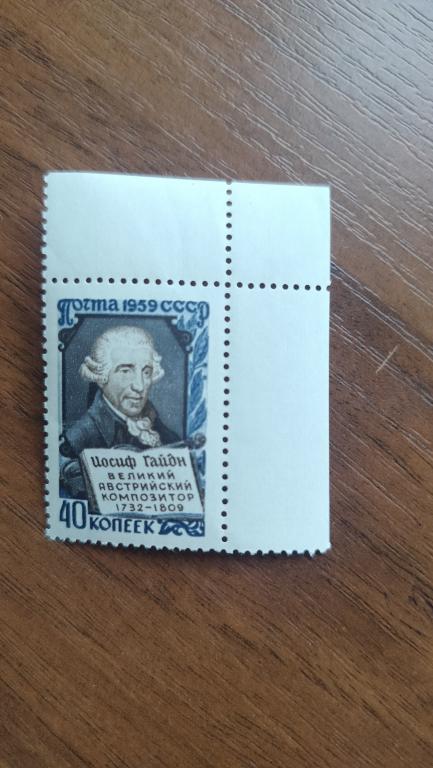 Почта 1959 СССР
Иосиф Гайдн
ВЕЛИКИЙ
АВСТРИЙСКИЙ
КОМПОЗИТОР
1732-1809
40 КОПЕЕК